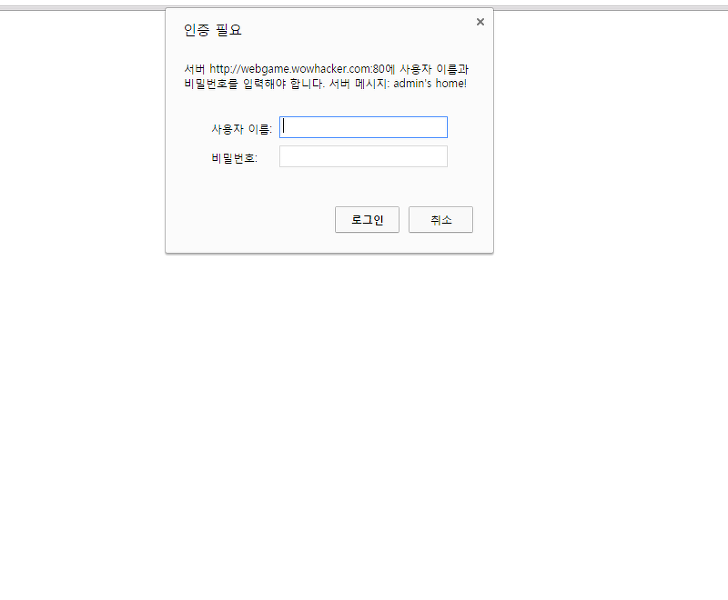 인증 필요
서버 http://webgame.wowhacker.com:80에 사용자 이름과
비밀번호를 입력해야 합니다. 서버 메시지: admin's home!
사용자 이름:
비밀번호:
로그인 취소